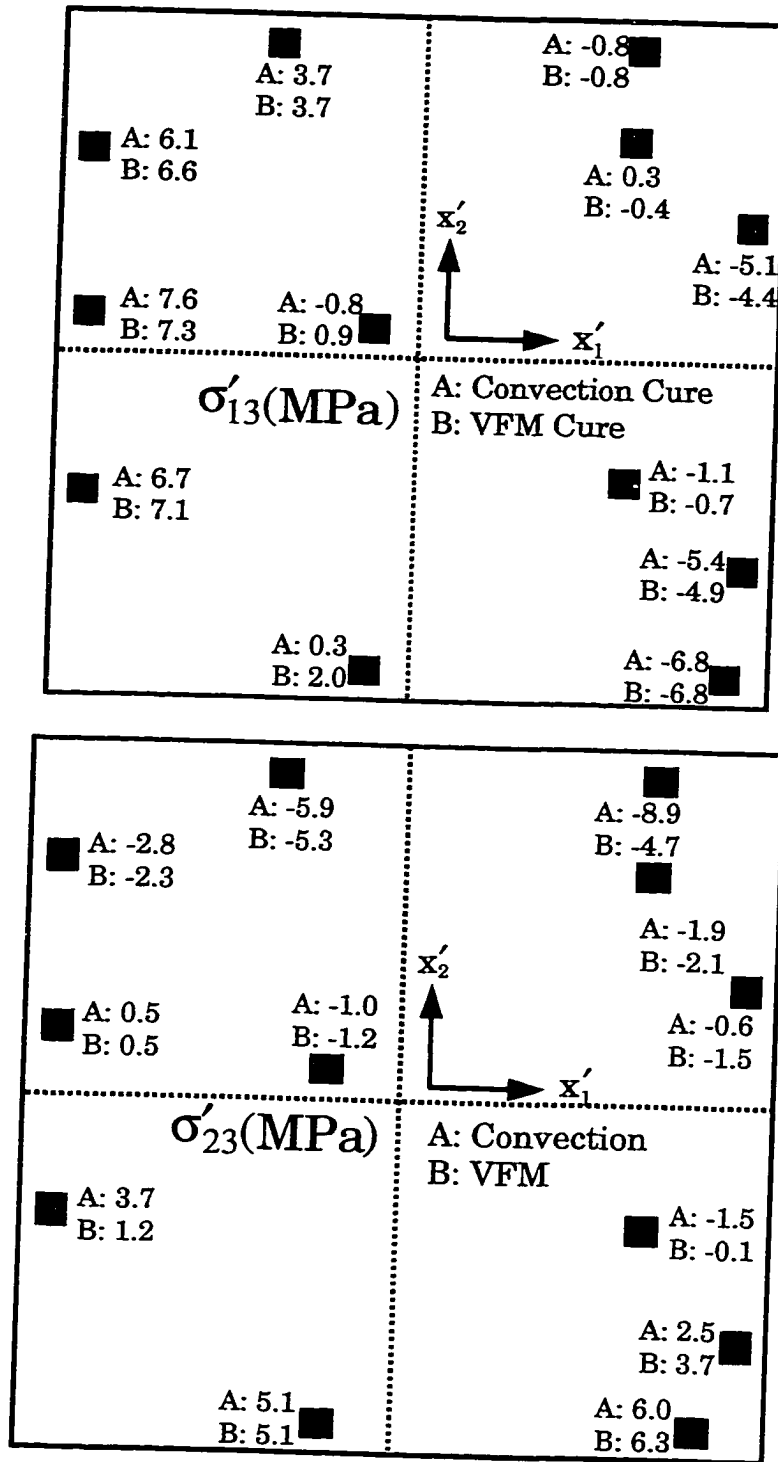 A: 3.7
B: 3.7
A: -0.8
B: -0.8
A: 6.1
B: 6.6
A: 0.3
B: -0.4
A: -5.1
B: -4.4
x′2
A: 7.6
B: 7.3
A: -0.8
B: 0.9
x′1
σ′13(MPa)
A: Convection Cure
B: VFM Cure
A: 6.7
B: 7.1
A: -1.1
B: -0.7
A: -5.4
B: -4.9
A: 0.3
B: 2.0
A: -6.8
B: -6.8
A: -5.9
B: -5.3
A: -8.9
B: -4.7
A: -2.8
B: -2.3
A: -1.9
B: -2.1
x′2
A: 0.5
B: 0.5
A: -1.0
B: -1.2
A: -0.6
B: -1.5
x′1
σ′23(MPa)
A: Convection
B: VFM
A: 3.7
B: 1.2
A: -1.5
B: -0.1
A: 2.5
B: 3.7
A: 5.1
B: 5.1
A: 6.0
B: 6.3